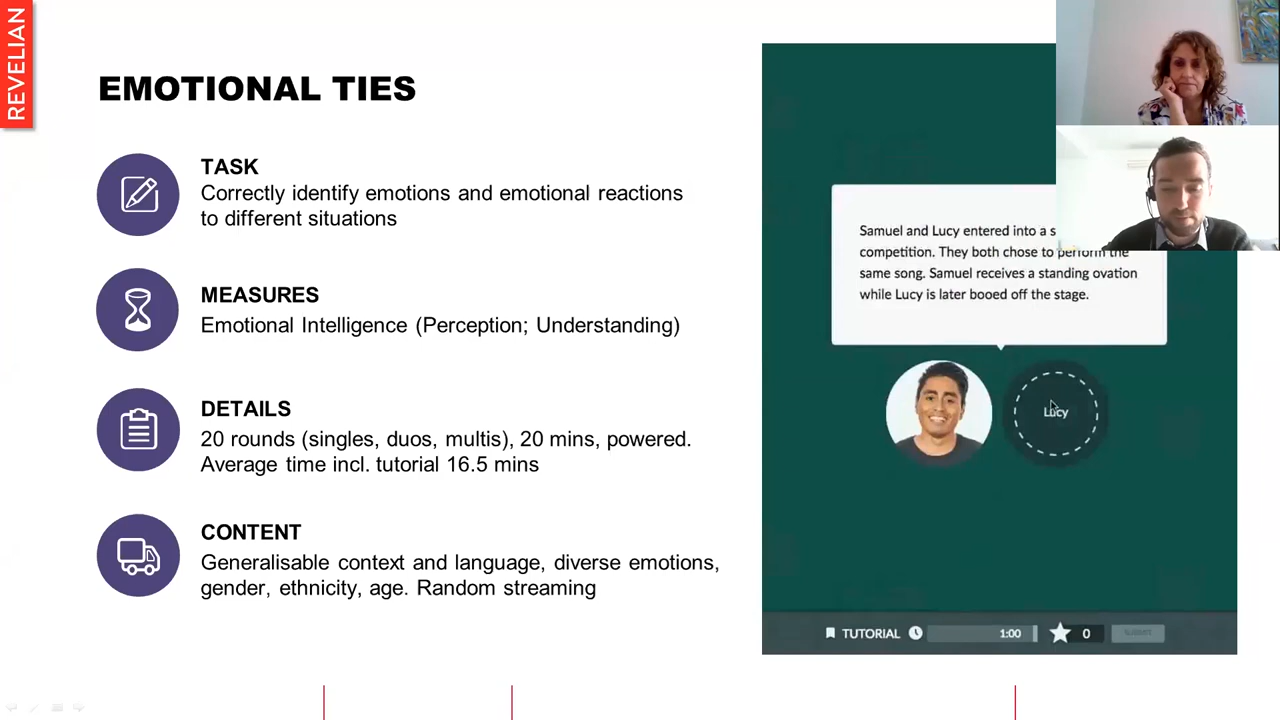 REVELIAN
EMOTIONAL TIES
TASK
Correctly identify emotions and emotional reactions
to different situations
MEASURES
Emotional Intelligence (Perception; Understanding)
DETAILS
20 rounds (singles, duos, multis), 20 mins, powered.
Average time incl. tutorial 16.5 mins
CONTENT
Generalisable context and language, diverse emotions,
gender, ethnicity, age. Random streaming
Samuel and Lucy entered into a
competition. They both chose to perform the
same song. Samuel receives a standing ovation
while Lucy is later booed off the stage.
Lucy
TUTORIAL
1:00
0
SUBMIT